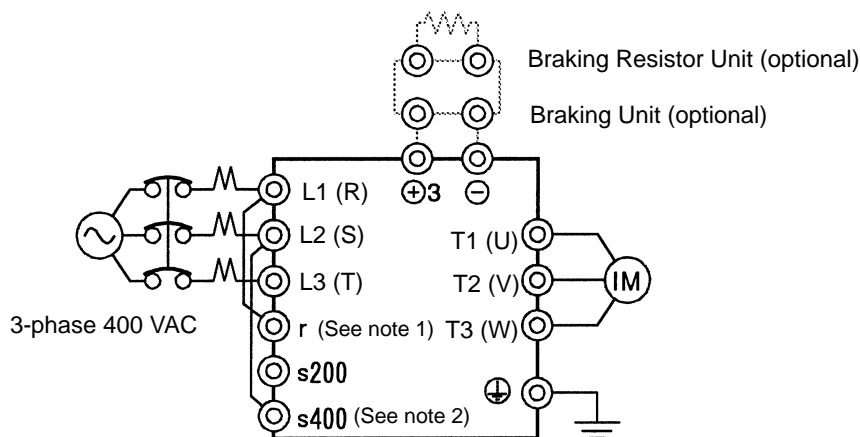 Braking Resistor Unit (optional)
Braking Unit (optional)
⊕3 ⊖
L1 (R)
L2 (S)
L3 (T)
3-phase 400 VAC
r (See note 1)
s200
s400 (See note 2)
T1 (U)
T2 (V)
T3 (W)
IM